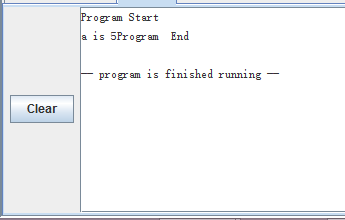 Program Start
a is 5Program  End
-- program is finished running --
Clear